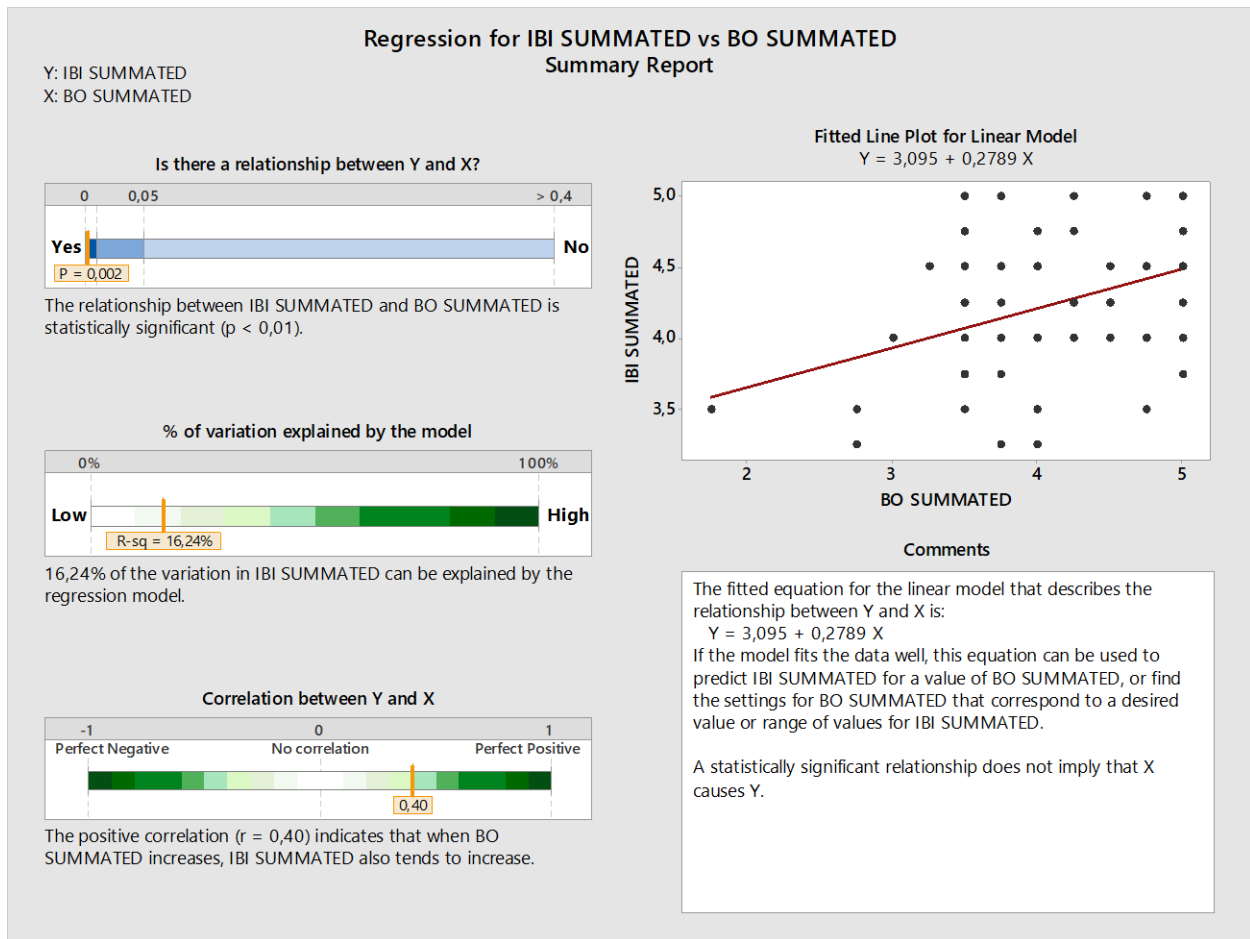 Regression for IBI SUMMATED vs BO SUMMATED
Summary Report
Y: IBI SUMMATED
X: BO SUMMATED
Is there a relationship between Y and X?
0 0,05 > 0,4
Yes No
P = 0,002
The relationship between IBI SUMMATED and BO SUMMATED is
statistically significant (p < 0,01).
% of variation explained by the model
0% 100%
Low High
R-sq = 16,24%
16,24% of the variation in IBI SUMMATED can be explained by the
regression model.
Correlation between Y and X
-1 0 1
Perfect Negative No correlation Perfect Positive
0,40
The positive correlation (r = 0,40) indicates that when BO
SUMMATED increases, IBI SUMMATED also tends to increase.
Fitted Line Plot for Linear Model
Y = 3,095 + 0,2789 X
5,0
4,5
4,0
3,5
IBI SUMMATED
2 3 4 5
BO SUMMATED
Comments
The fitted equation for the linear model that describes the
relationship between Y and X is:
Y = 3,095 + 0,2789 X
If the model fits the data well, this equation can be used to
predict IBI SUMMATED for a value of BO SUMMATED, or find
the settings for BO SUMMATED that correspond to a desired
value or range of values for IBI SUMMATED.
A statistically significant relationship does not imply that X
causes Y.